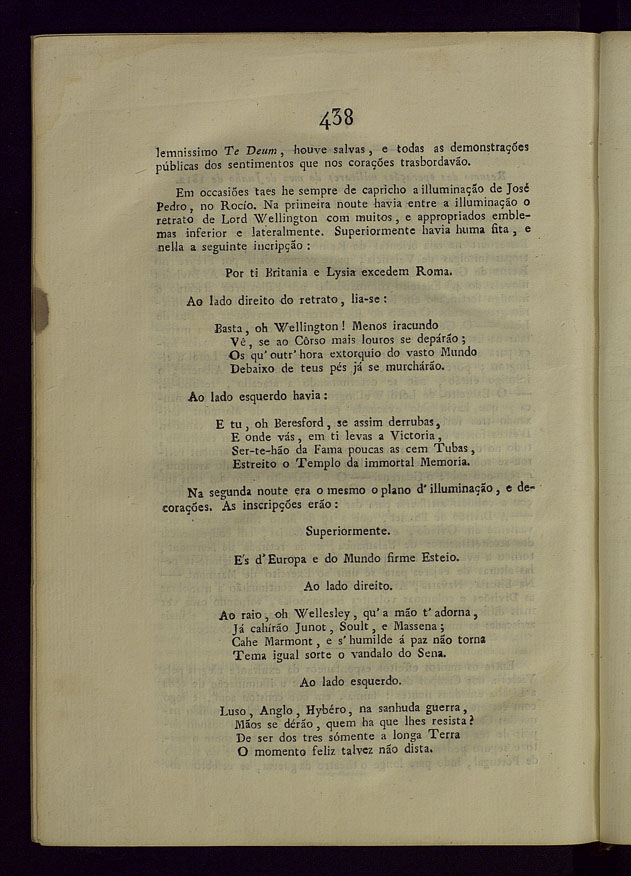 438
lemnissimo Te Deum, houve salvas, e todas as demonstrações
públicas dos sentimentos que nos corações trasbordavão.
Em occasiões taes he sempre de capricho a illuminação de José
Pedro, no Rocío. Na primeira noute havia entre a illuminação o
retrato de Lord Wellington com muitos, e appropriados emble-
mas inferior e lateralmente. Superiormente havia huma fita, e
nella a seguinte incripção:
Por ti Britania e Lysia excedem Roma.
Ao lado direito do retrato, lia-se:
Basta, oh Wellington! Menos iracundo
Vê, se ao Côrso mais louros se depárão;
Os qu' outr' hora extorquio do vasto Mundo
Debaixo de teus pés já se murchárão.
Ao lado esquerdo havia:
E tu, oh Beresford, se assim derrubas,
E onde vás, em ti levas a Victoria,
Ser-te-hão da Fama poucas as cem Tubas,
Estreito o Templo da immortal Memoria.
Na segunda noute era o mesmo o plano d' illuminação, e de-
corações. As inscripções erão:
Superiormente.
E's d'Europa e do Mundo firme Esteio.
Ao lado direito.
Ao raio, oh Wellesley, qu' a mão t' adorna,
Já cahírão Junot, Soult, e Massena;
Cahe Marmont, e s' humilde á paz não torna
Tema igual sorte o vandalo do Sena.
Ao lado esquerdo.
Luso, Anglo, Hybéro, na sanhuda guerra,
Mãos se dérão, quem ha que lhes resista?
De ser dos tres sómente a longa Terra
O momento feliz talvez não dista.